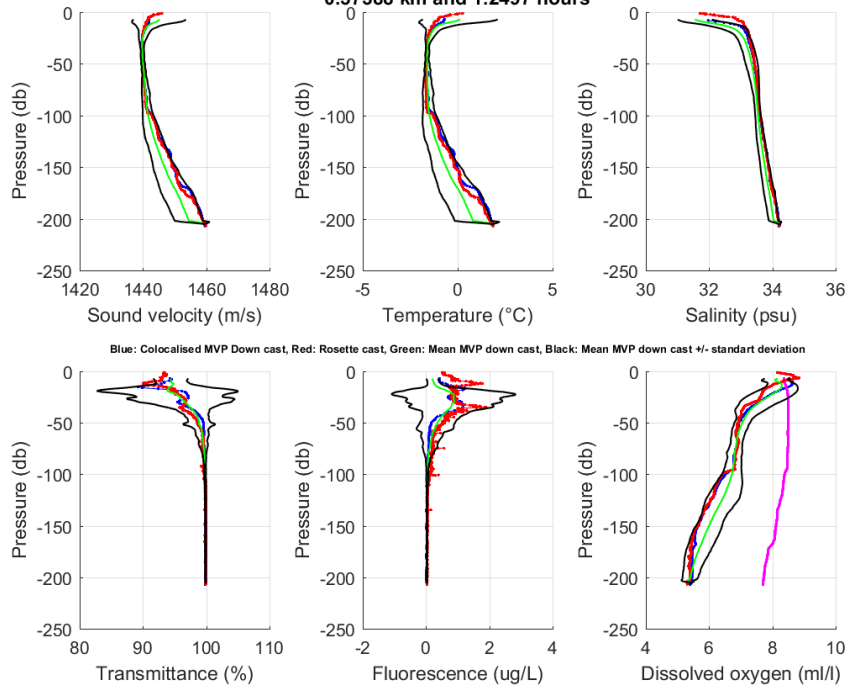 0.37588 km and 1.2497 hours
0
-50
-100
-150
-200
-250
Pressure (db)
1420 1440 1460 1480
Sound velocity (m/s)
0
-50
-100
-150
-200
-250
Pressure (db)
-5 0 5
Temperature (°C)
0
-50
-100
-150
-200
-250
Pressure (db)
30 32 34 36
Salinity (psu)
Blue: Colocalised MVP Down cast, Red: Rosette cast, Green: Mean MVP down cast, Black: Mean MVP down cast +/- standart deviation
0
-50
-100
-150
-200
-250
Pressure (db)
80 90 100 110
Transmittance (%)
0
-50
-100
-150
-200
-250
Pressure (db)
-2 0 2 4
Fluorescence (ug/L)
0
-50
-100
-150
-200
-250
Pressure (db)
4 6 8 10
Dissolved oxygen (ml/l)